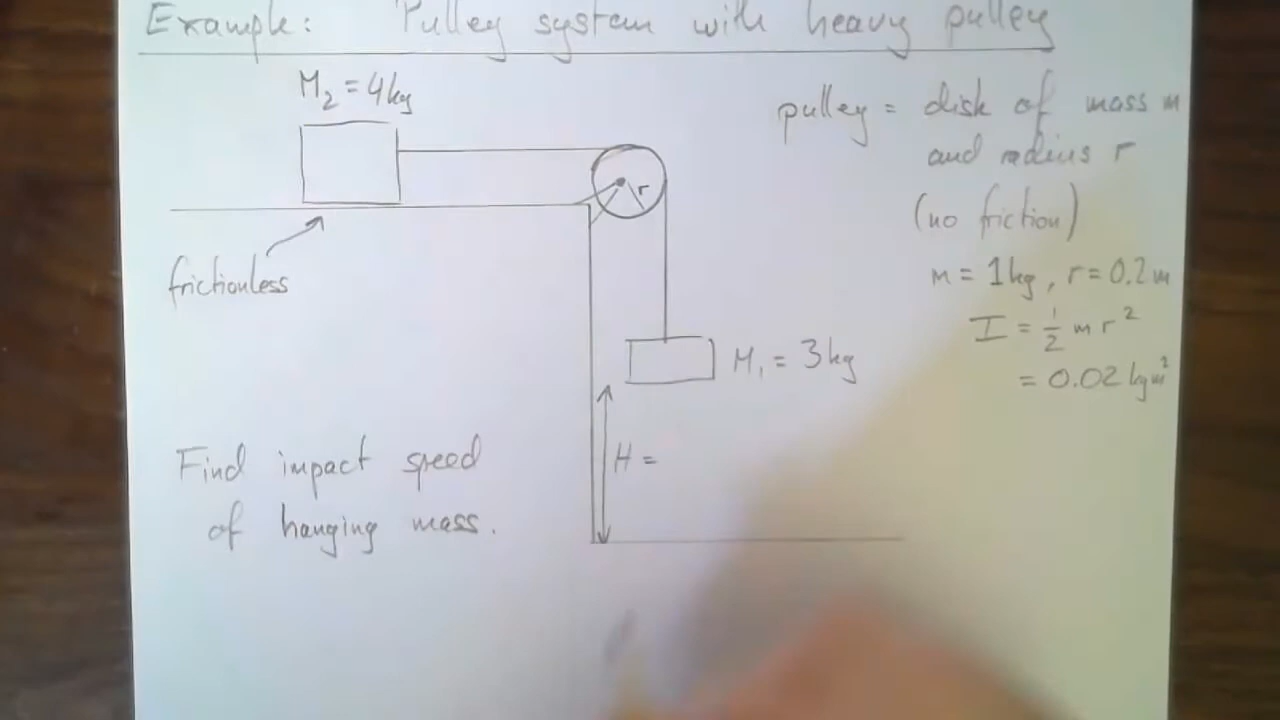 Example: Pulley system with heavy pulley
M2 = 4kg
pulley = disk of mass m
and radius r
(no friction)
m = 1kg, r = 0.2m
I = 1/2 m r²
= 0.02 kgm²
r
frictionless
M1 = 3kg
H =
Find impact speed
of hanging mass.